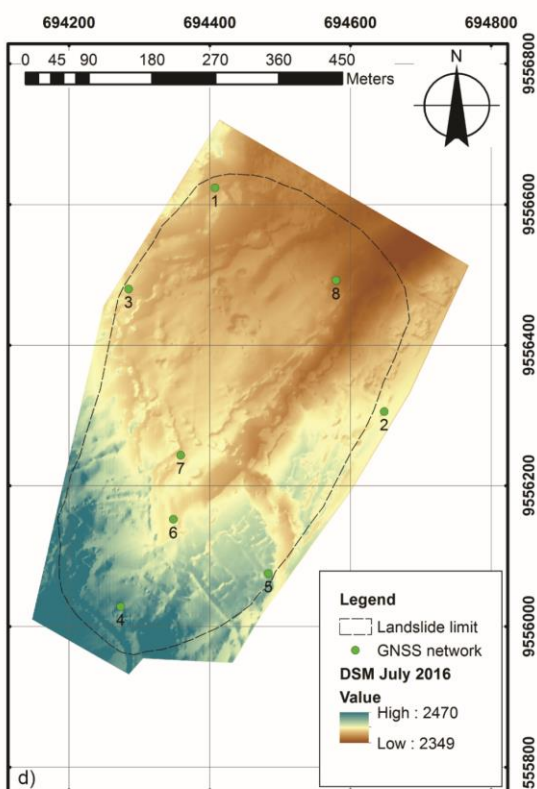 694200 694400 694600 694800
0 45 90 180 270 360 450
Meters
N
9556800
1
9556600
3
8
9556400
2
7
9556200
6
5
4
9556000
555800
Legend
Landslide limit
GNSS network
DSM July 2016
Value
High : 2470
Low : 2349
d)